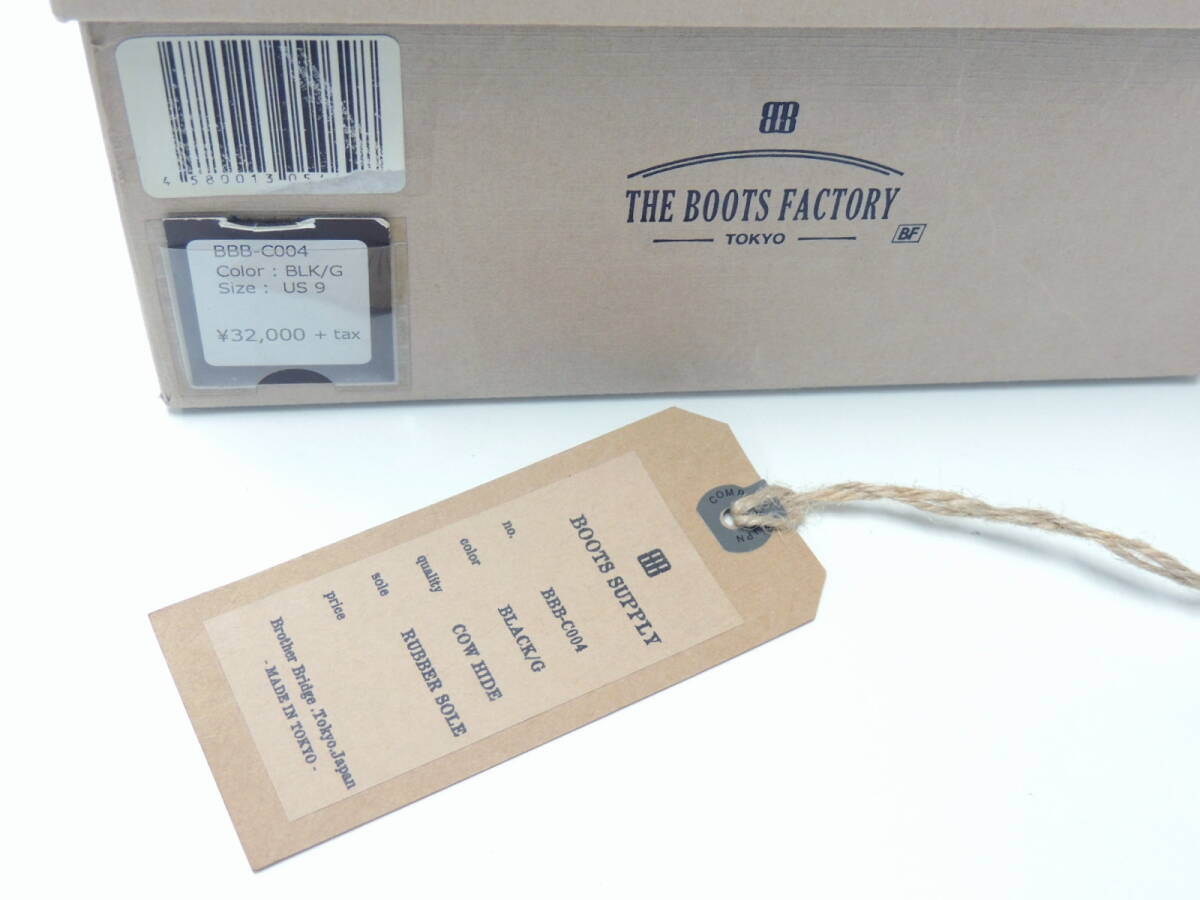 BB
THE BOOTS FACTORY
TOKYO
BF
4 580013 05
BBB-C004
Color : BLK/G
Size : US 9
¥32,000 + tax
BB
BOOTS SUPPLY
no. BBB-C004
color BLACK/G
quality COW HIDE
sole RUBBER SOLE
price
Brother Bridge .Tokyo.Japan
- MADE IN TOKYO -